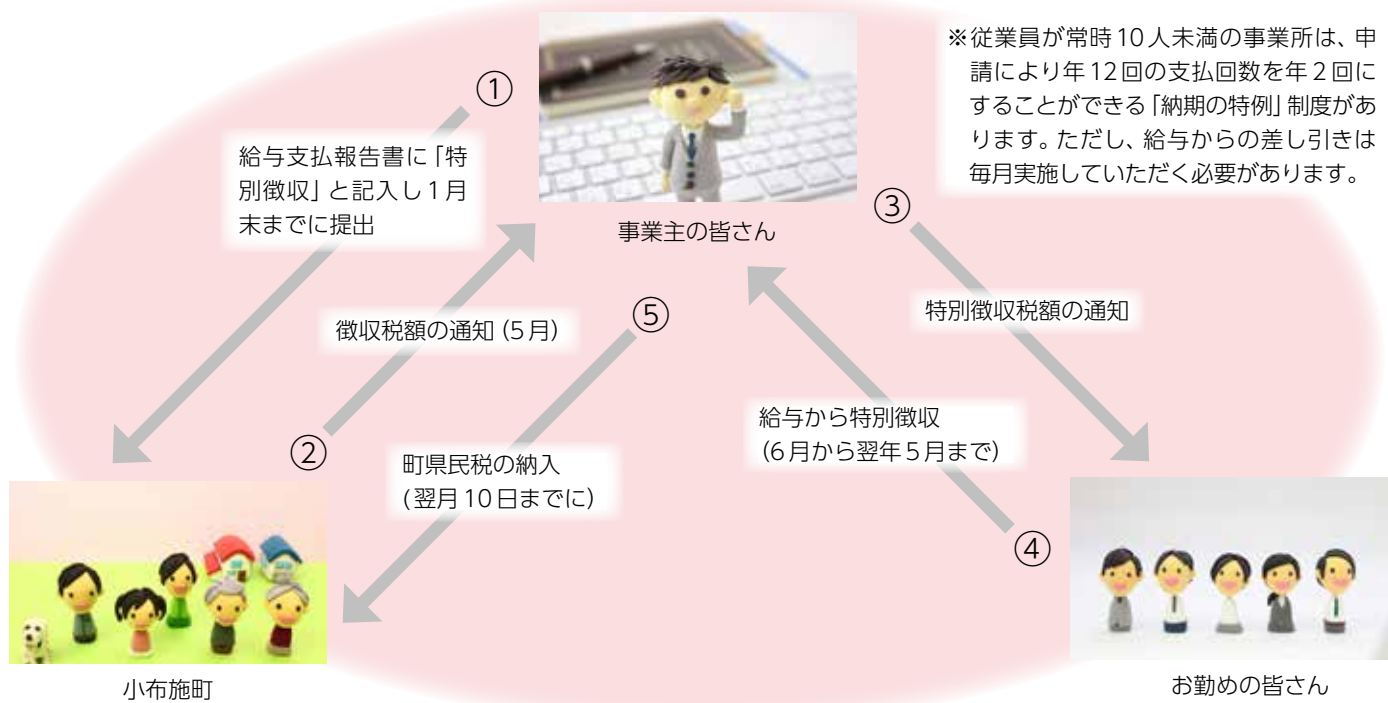 ※従業員が常時10人未満の事業所は、申
請により年12回の支払回数を年2回に
することができる「納期の特例」制度があ
ります。ただし、給与からの差し引きは
毎月実施していただく必要があります。
①
給与支払報告書に「特
別徴収」と記入し1月
末までに提出
事業主の皆さん
③
徴収税額の通知（5月）
⑤
特別徴収税額の通知
②
町県民税の納入
(翌月10日までに)
給与から特別徴収
（6月から翌年5月まで）
④
小布施町
お勤めの皆さん